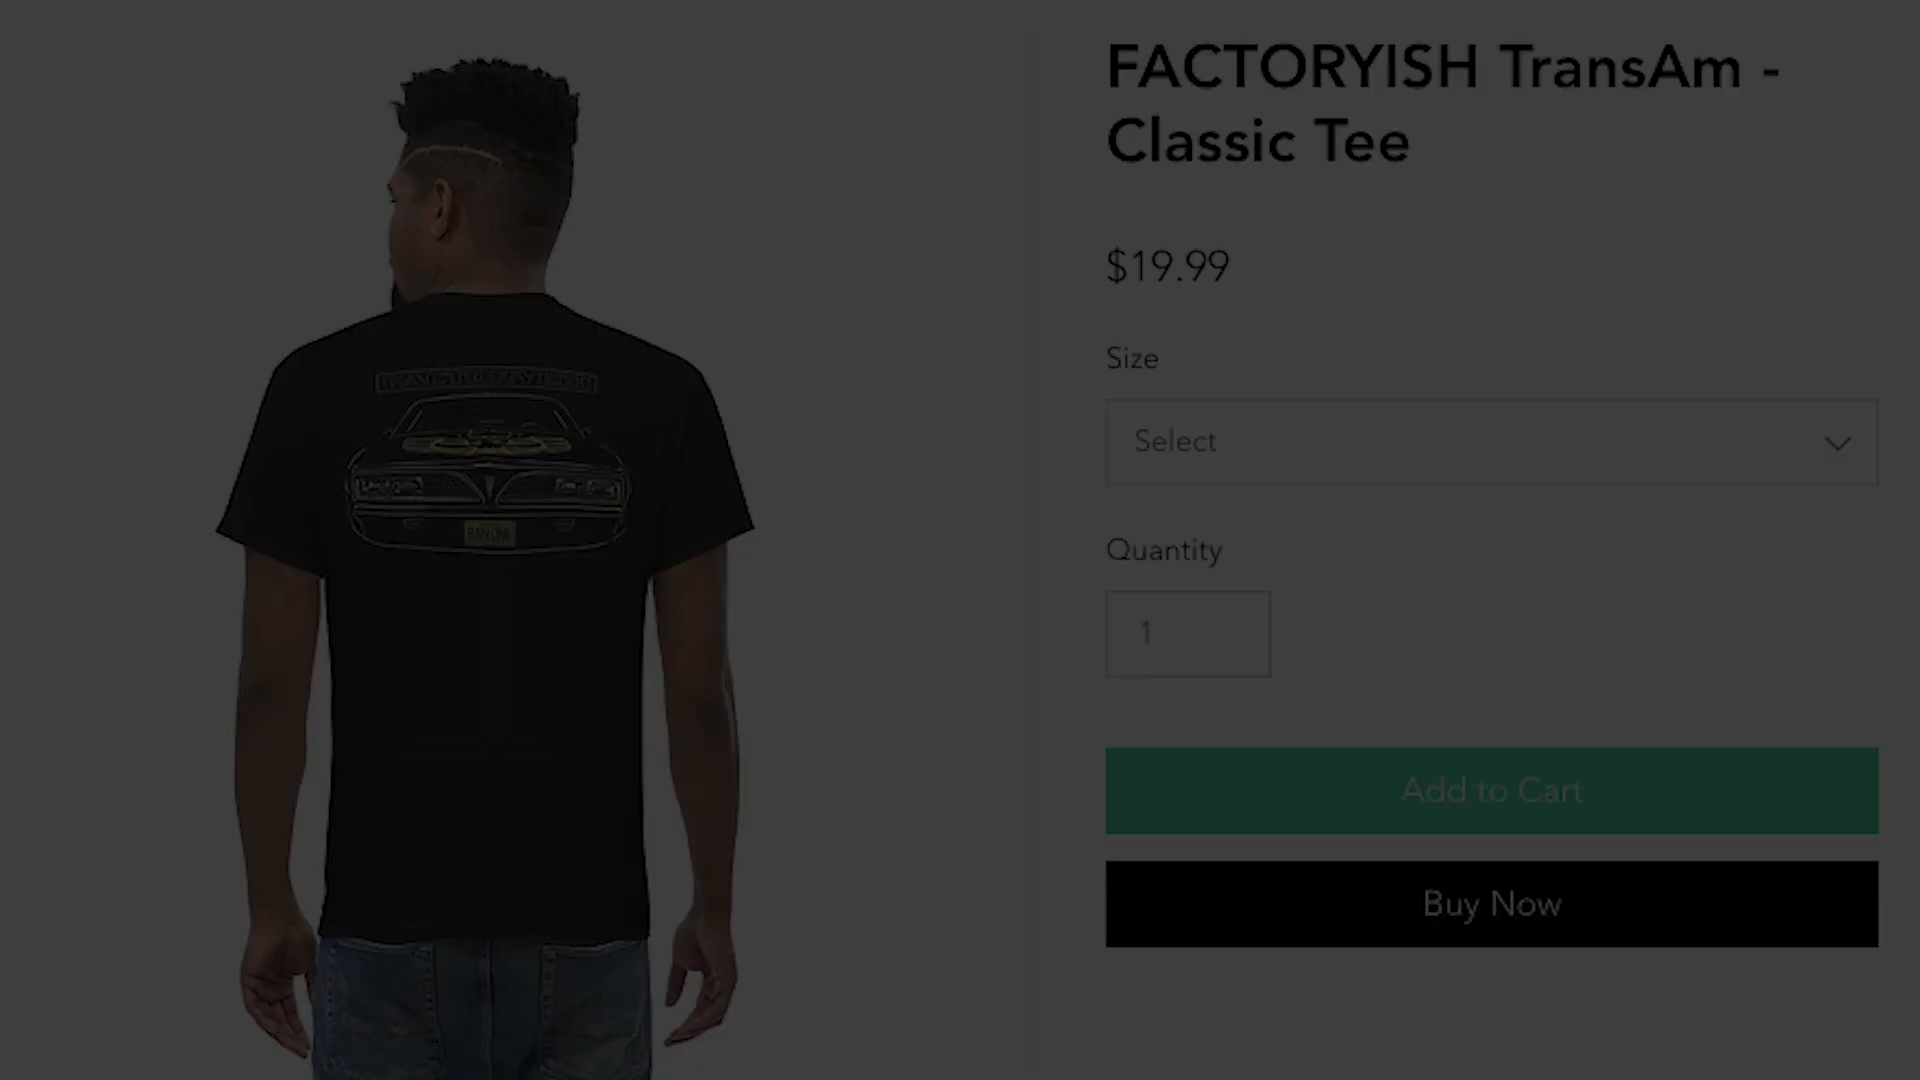 FACTORYISH TransAm -
Classic Tee
$19.99
Size
Select
Quantity
1
Add to Cart
Buy Now